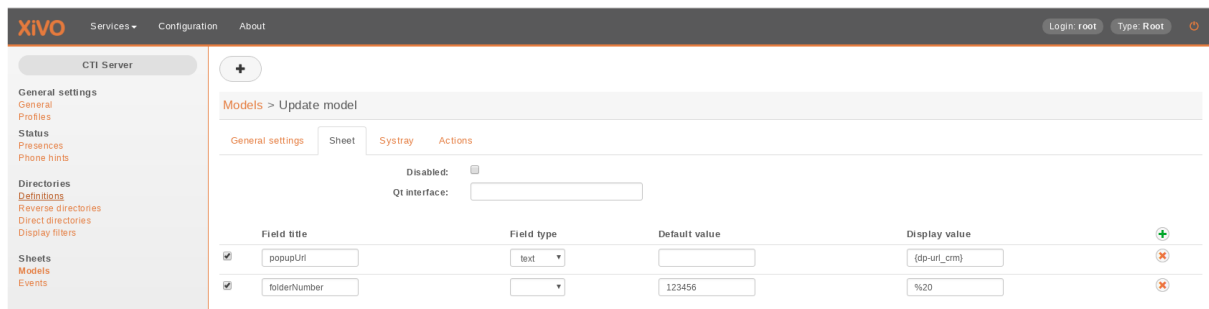 XiVO Services Configuration About Login: root Type: Root
CTI Server
General settings
General
Profiles
Status
Presences
Phone hints
Directories
Definitions
Reverse directories
Direct directories
Display filters
Sheets
Models
Events
Models > Update model
General settings Sheet Systray Actions
Disabled:
Qt interface:
Field title Field type Default value Display value
popupUrl text {dp-url_crm}
folderNumber 123456 %20